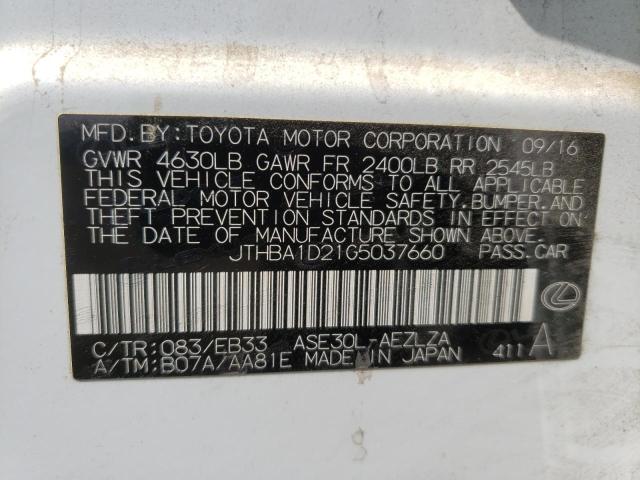 MFD. BY: TOYOTA MOTOR CORPORATION 09/16
GVWR 4630LB GAWR FR 2400LB RR 2545LB
THIS VEHICLE CONFORMS TO ALL APPLICABLE
FEDERAL MOTOR VEHICLE SAFETY, BUMPER, AND
THEFT PREVENTION STANDARDS IN EFFECT ON
THE DATE OF MANUFACTURE SHOWN ABOVE.
JTHBA1D21G5037660 PASS. CAR
C/TR: 083/EB33 ASE30L-AEZLZA
A/TM: B07A/AA81E MADE IN JAPAN 411 A